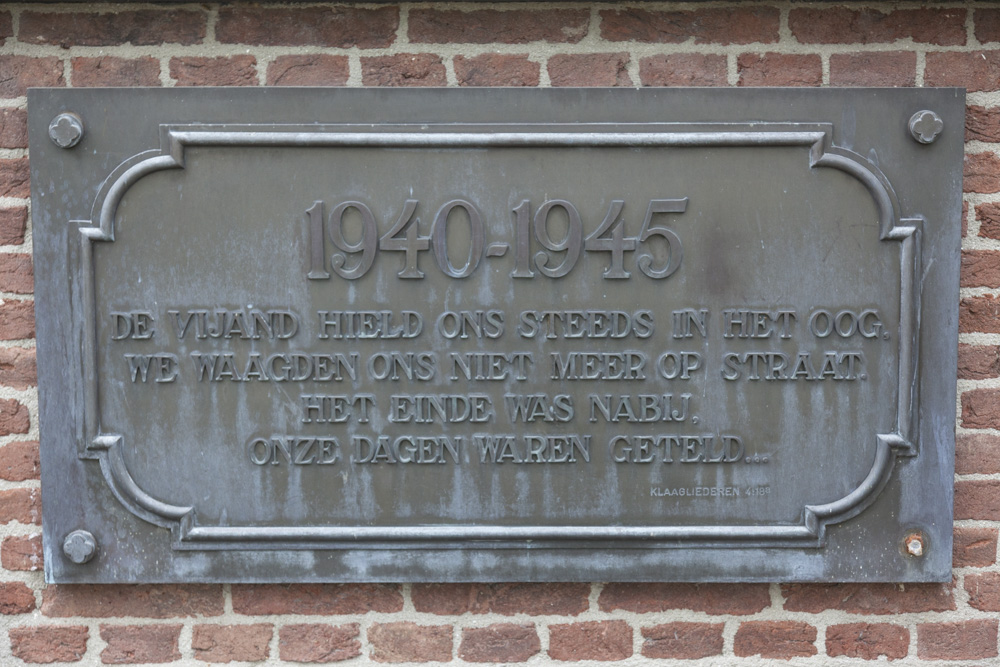 1940-1945
DE VIJAND HIELD ONS STEEDS IN HET OOG,
WE WAAGDEN ONS NIET MEER OP STRAAT.
HET EINDE WAS NABIJ,
ONZE DAGEN WAREN GETELD...
KLAAGLIEDEREN 4:18a